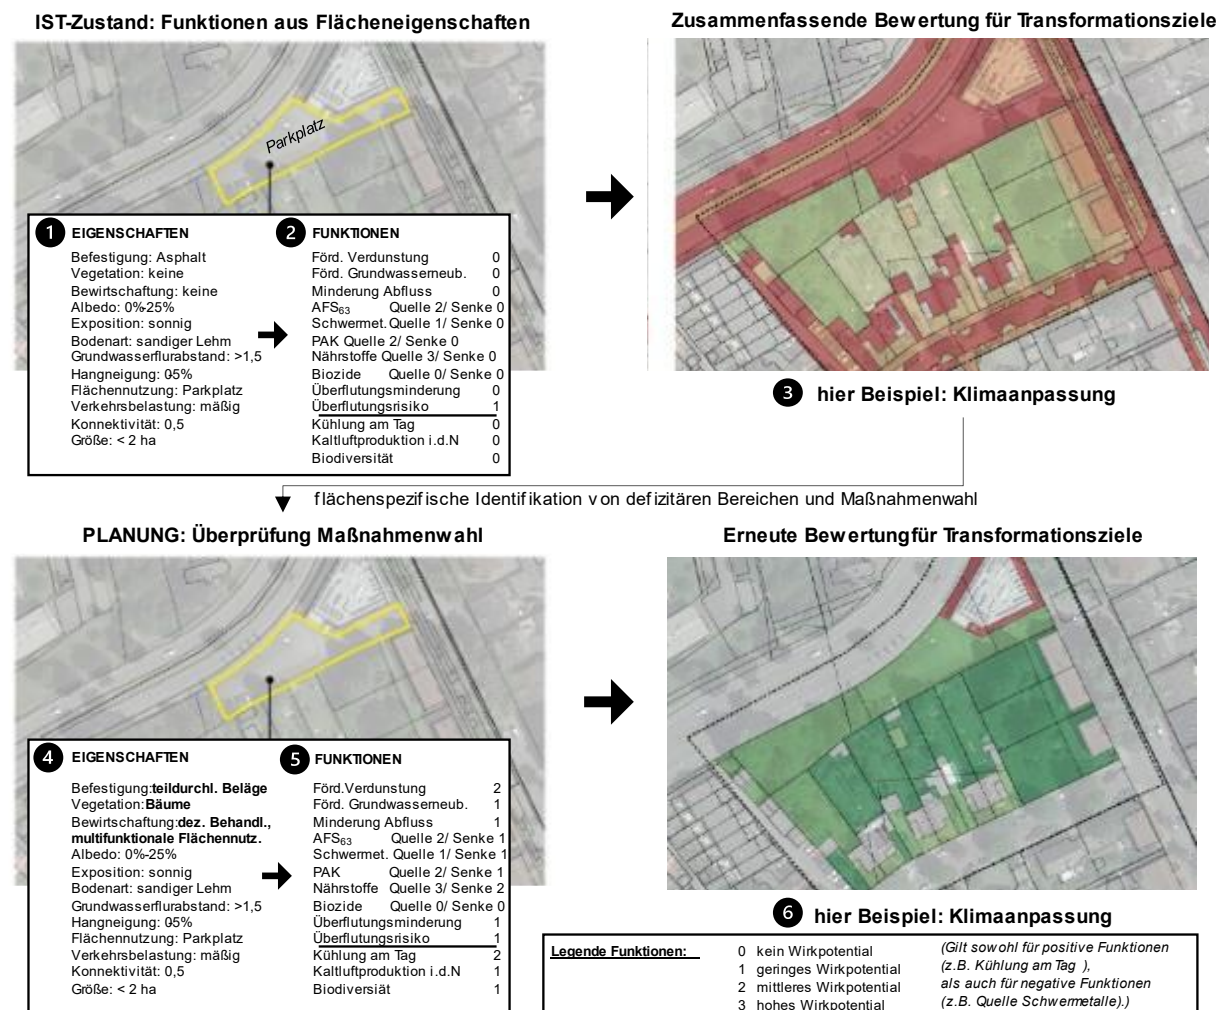 IST-Zustand: Funktionen aus Flächeneigenschaften
Parkplatz
1 EIGENSCHAFTEN
Befestigung: Asphalt
Vegetation: keine
Bewirtschaftung: keine
Albedo: 0%-25%
Exposition: sonnig
Bodenart: sandiger Lehm
Grundwasserflurabstand: >1,5
Hangneigung: 0-5%
Flächennutzung: Parkplatz
Verkehrsbelastung: mäßig
Konnektivität: 0,5
Größe: < 2 ha
2 FUNKTIONEN
Förd. Verdunstung 0
Förd. Grundwasserneub. 0
Minderung Abfluss 0
AFS63 Quelle 2/ Senke 0
Schwermet. Quelle 1/ Senke 0
PAK Quelle 2/ Senke 0
Nährstoffe Quelle 3/ Senke 0
Biozide Quelle 0/ Senke 0
Überflutungsminderung 0
Überflutungsrisiko 1
Kühlung am Tag 0
Kaltluftproduktion i.d.N 0
Biodiversität 0
Zusammenfassende Bewertung für Transformationsziele
3 hier Beispiel: Klimaanpassung
flächenspezifische Identifikation von defizitären Bereichen und Maßnahmenwahl
PLANUNG: Überprüfung Maßnahmenwahl
4 EIGENSCHAFTEN
Befestigung:teildurchl. Beläge
Vegetation:Bäume
Bewirtschaftung:dez. Behandl.,
multifunktionale Flächennutz.
Albedo: 0%-25%
Exposition: sonnig
Bodenart: sandiger Lehm
Grundwasserflurabstand: >1,5
Hangneigung: 0-5%
Flächennutzung: Parkplatz
Verkehrsbelastung: mäßig
Konnektivität: 0,5
Größe: < 2 ha
5 FUNKTIONEN
Förd.Verdunstung 2
Förd. Grundwasserneub. 1
Minderung Abfluss 1
AFS63 Quelle 2/ Senke 1
Schwermet. Quelle 1/ Senke 1
PAK Quelle 2/ Senke 1
Nährstoffe Quelle 3/ Senke 2
Biozide Quelle 0/ Senke 0
Überflutungsminderung 1
Überflutungsrisiko 1
Kühlung am Tag 2
Kaltluftproduktion i.d.N 1
Biodiversiät 1
Erneute Bewertung für Transformationsziele
6 hier Beispiel: Klimaanpassung
Legende Funktionen:
0 kein Wirkpotential
1 geringes Wirkpotential
2 mittleres Wirkpotential
3 hohes Wirkpotential
(Gilt sowohl für positive Funktionen
(z.B. Kühlung am Tag ),
als auch für negative Funktionen
(z.B. Quelle Schwermetalle).)